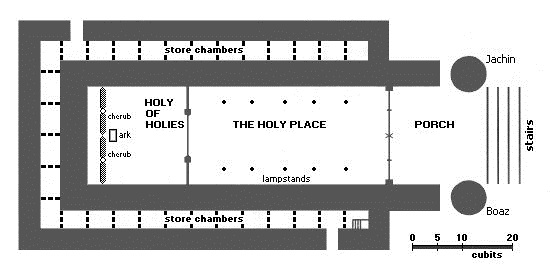 store chambers
Jachin
cherub
ark
cherub
HOLY
OF
HOLIES
THE HOLY PLACE
PORCH
stairs
lampstands
store chambers
Boaz
0 5 10 20
cubits